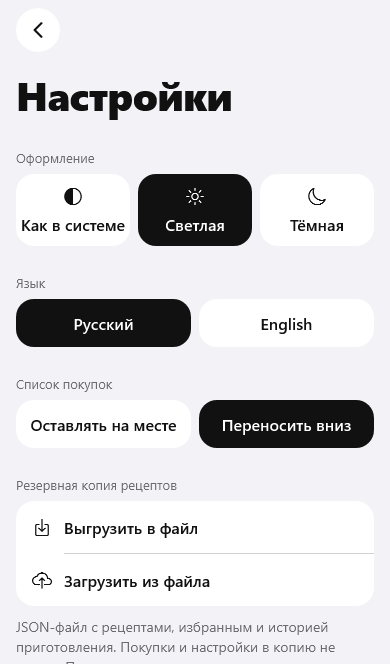 Настройки
Оформление
Как в системе
Светлая
Тёмная
Язык
Русский
English
Список покупок
Оставлять на месте
Переносить вниз
Резервная копия рецептов
Выгрузить в файл
Загрузить из файла
JSON-файл с рецептами, избранным и историей
приготовления. Покупки и настройки в копию не